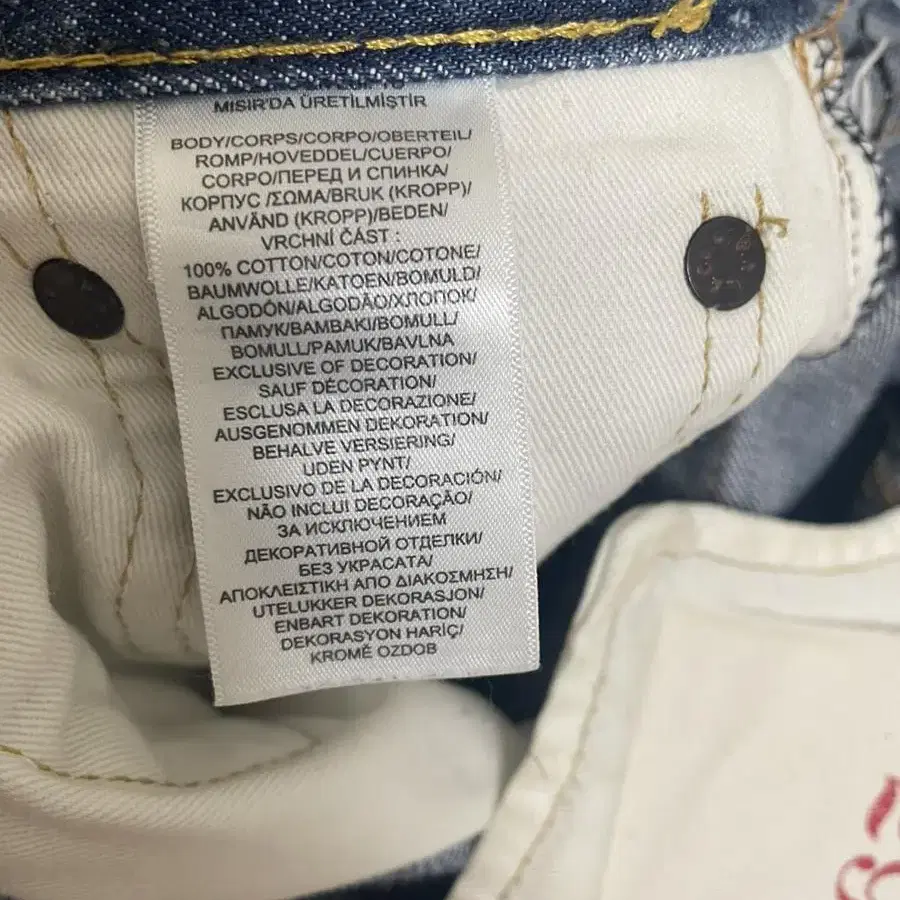 MISIR'DA ÜRETİLMİŞTİR
BODY/CORPS/CORPO/OBERTEIL/
ROMP/HOVEDDEL/CUERPO/
CORPO/ПЕРЕД И СПИНКА/
КОРПУС /ΣΩΜΑ/BRUK (KROPP)/
ANVÄND (KROPP)/BEDEN/
VRCHNÍ ČÁST :
100% COTTON/COTON/COTONE/
BAUMWOLLE/KATOEN/BOMULD/
ALGODÓN/ALGODÃO/ХЛОПОК/
ПАМУК/ΒΑΜΒΑΚΙ/BOMULL/
BOMULL/PAMUK/BAVLNA
EXCLUSIVE OF DECORATION/
SAUF DÉCORATION/
ESCLUSA LA DECORAZIONE/
AUSGENOMMEN DEKORATION/
BEHALVE VERSIERING/
UDEN PYNT/
EXCLUSIVO DE LA DECORACIÓN/
NÃO INCLUI DECORAÇÃO/
ЗА ИСКЛЮЧЕНИЕМ
ДЕКОРАТИВНОЙ ОТДЕЛКИ/
БЕЗ УКРАСАТА/
ΑΠΟΚΛΕΙΣΤΙΚΗ ΑΠΟ ΔΙΑΚΟΣΜΗΣΗ/
UTELUKKER DEKORASJON/
ENBART DEKORATION/
DEKORASYON HARİÇ/
KROMĚ OZDOB